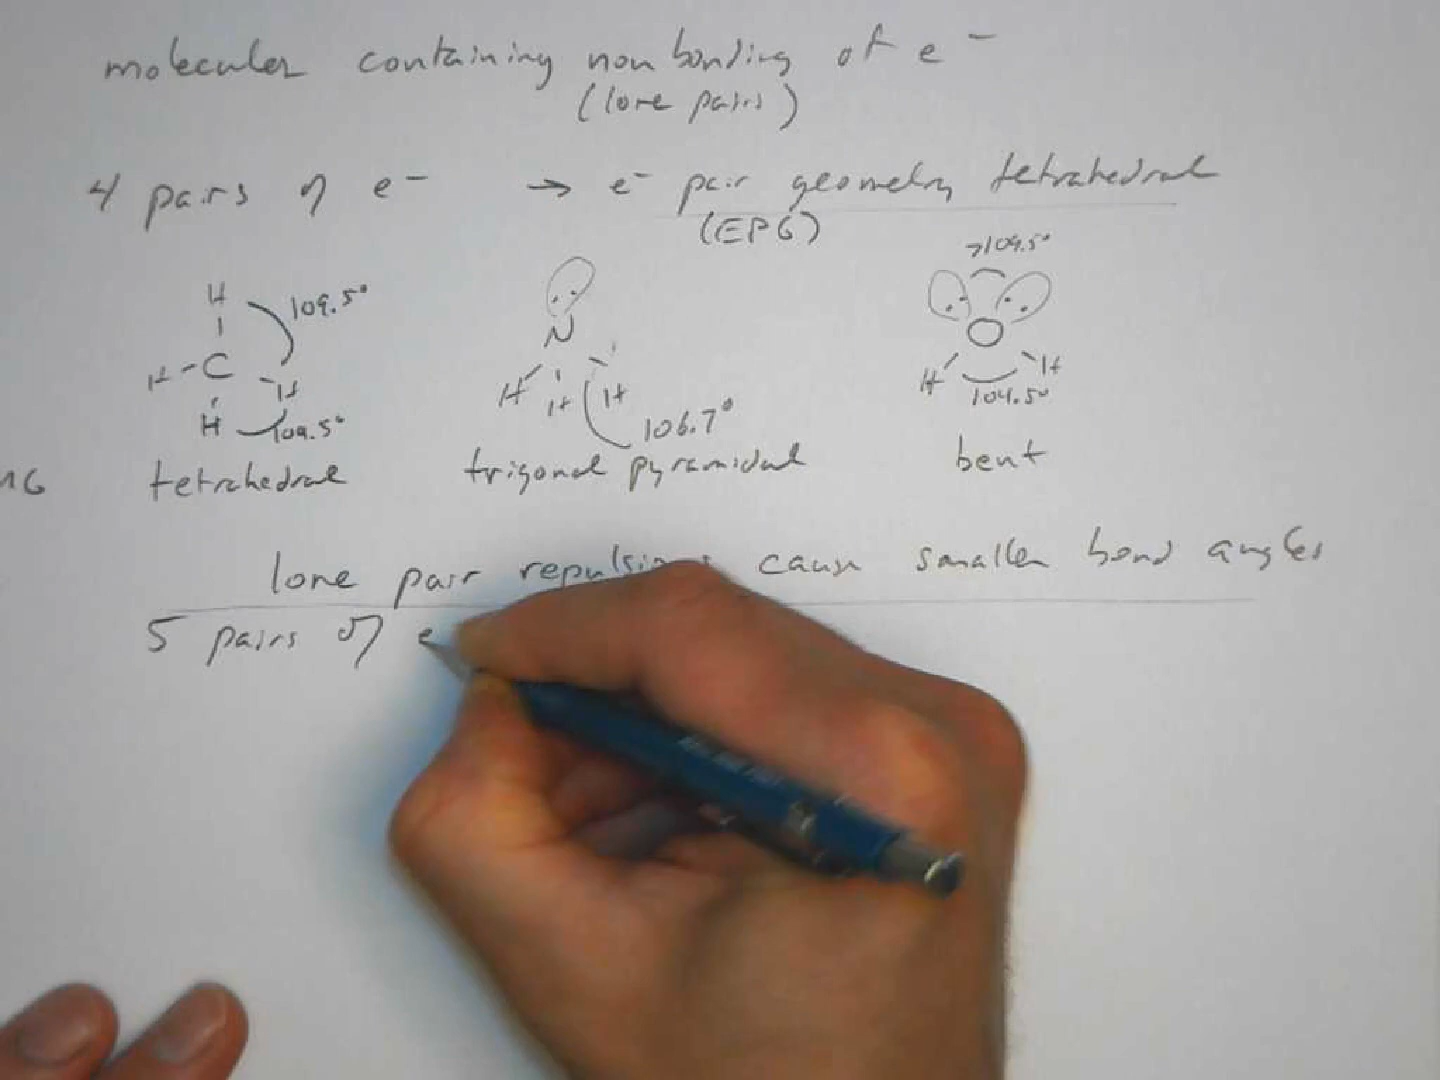 molecules containing nonbonding of e⁻
(lone pairs)
4 pairs of e⁻ → e⁻ pair geometry tetrahedral
(EPG)
>109.5°
H 109.5°
N
O
H C
H
H 109.5°
H H H 106.7°
H H
104.5°
MG tetrahedral trigonal pyramidal bent
lone pair repulsions cause smaller bond angles
5 pairs of e